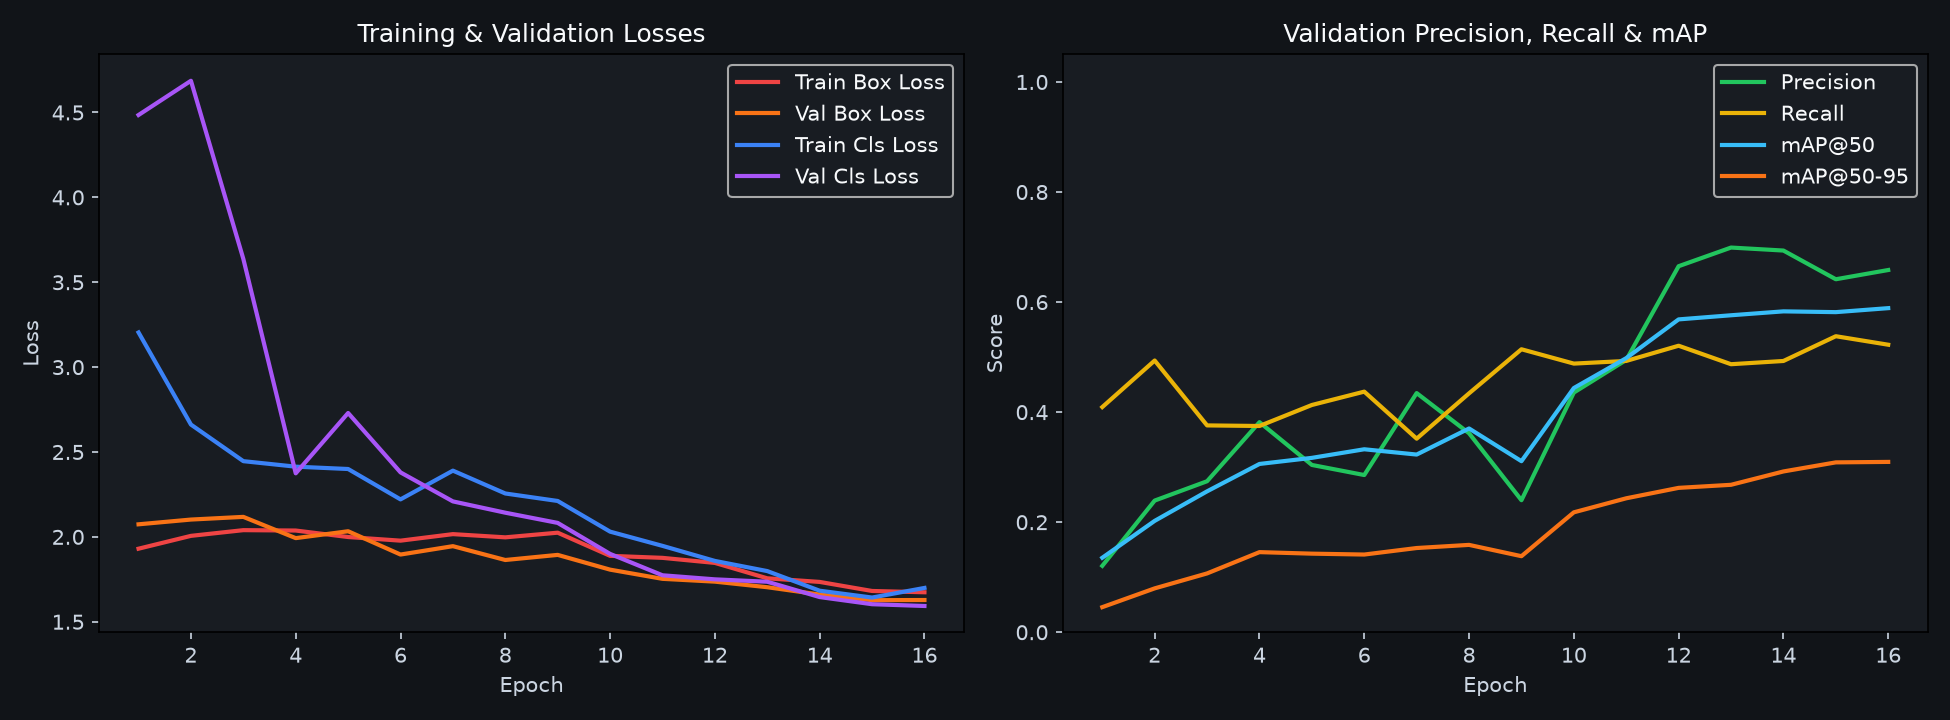 Training & Validation Losses
Loss
4.5
4.0
3.5
3.0
2.5
2.0
1.5
Train Box Loss
Val Box Loss
Train Cls Loss
Val Cls Loss
2 4 6 8 10 12 14 16
Epoch
Validation Precision, Recall & mAP
Score
1.0
0.8
0.6
0.4
0.2
0.0
Precision
Recall
mAP@50
mAP@50-95
2 4 6 8 10 12 14 16
Epoch